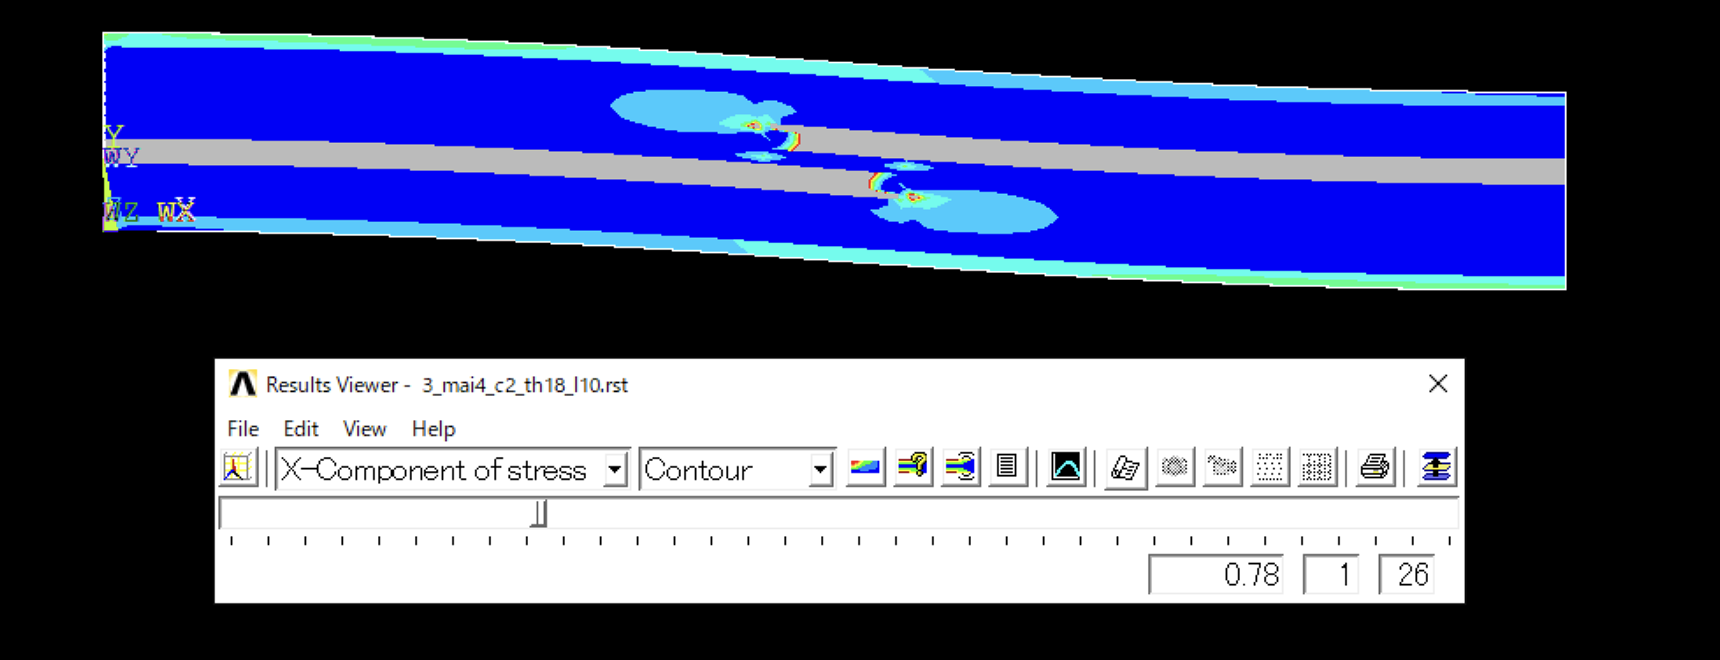 Y
WY
WZ WX
Results Viewer - 3_mai4_c2_th18_l10.rst
File Edit View Help
X-Component of stress Contour
0.78 1 26